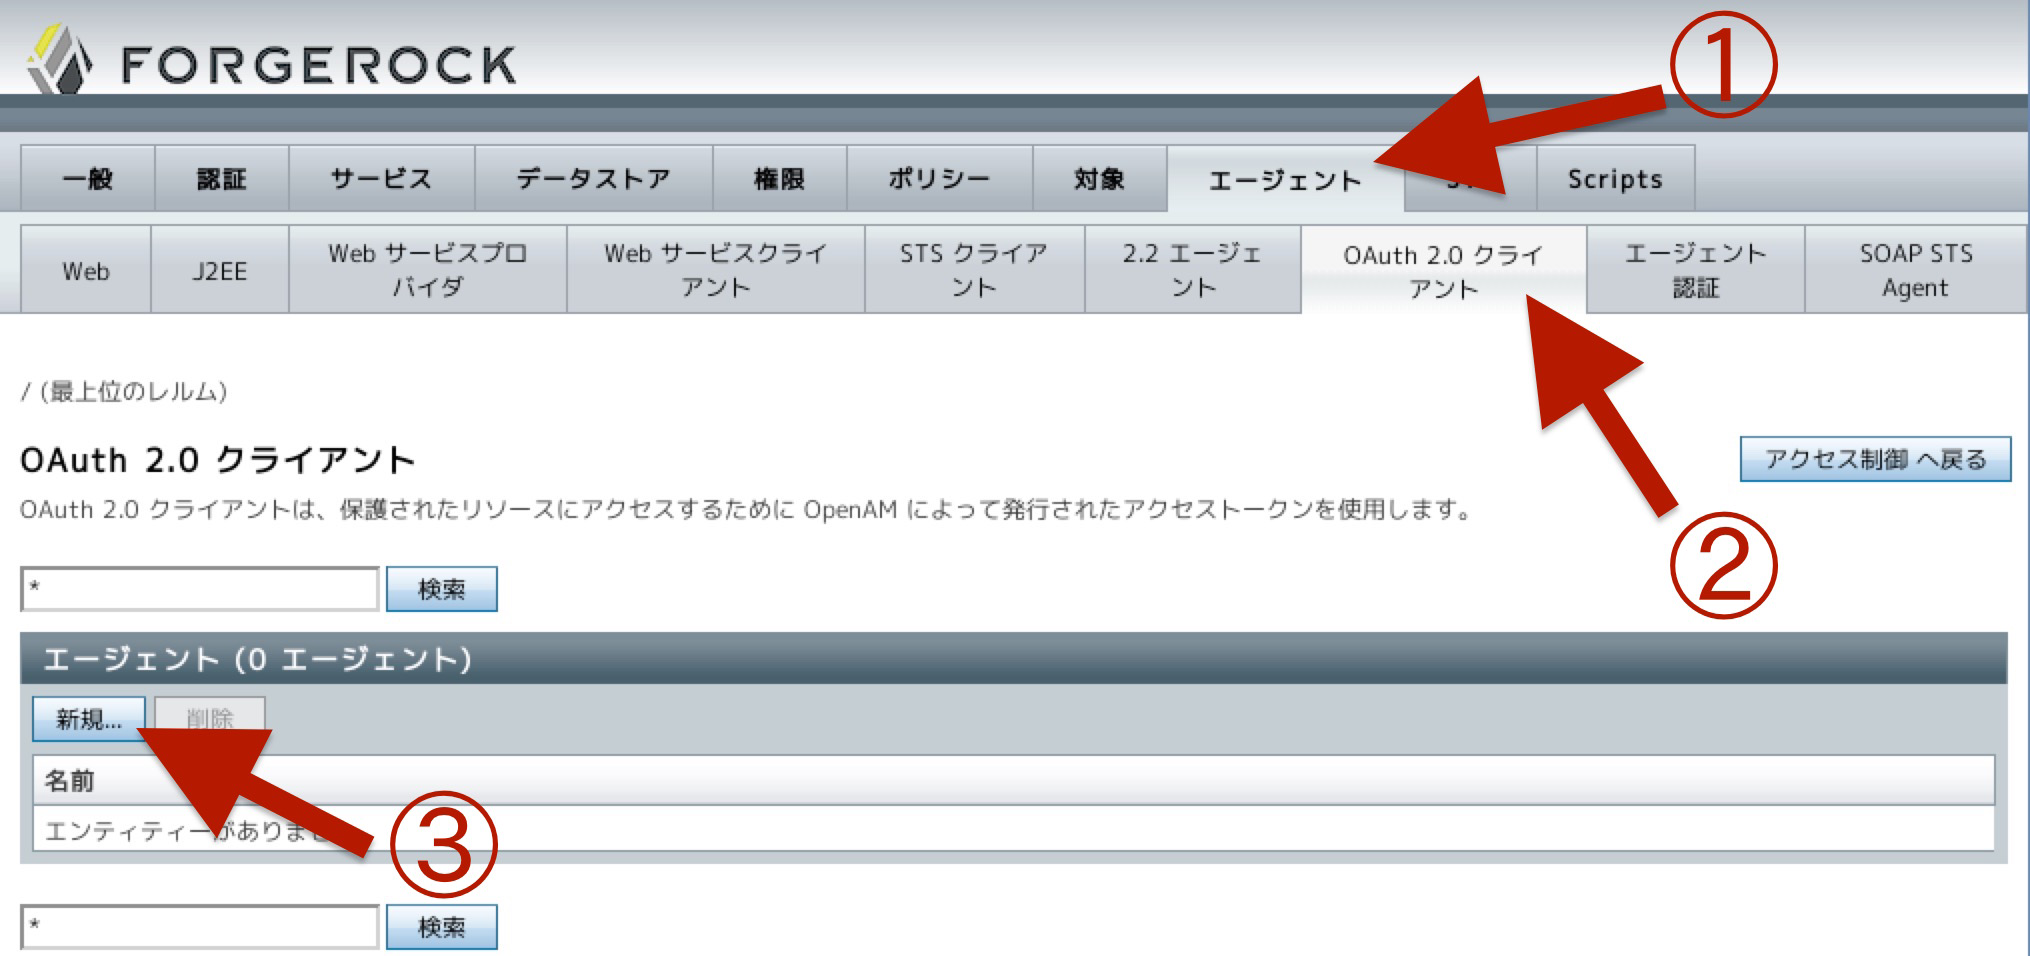 FORGEROCK
①
一般 認証 サービス データストア 権限 ポリシー 対象 エージェント Scripts
Web J2EE Web サービスプロバイダ Web サービスクライアント STS クライアント 2.2 エージェント OAuth 2.0 クライアント エージェント認証 SOAP STS Agent
/ (最上位のレルム)
OAuth 2.0 クライアント
アクセス制御 へ戻る
OAuth 2.0 クライアントは、保護されたリソースにアクセスするために OpenAM によって発行されたアクセストークンを使用します。
②
* 検索
エージェント (0 エージェント)
新規... 削除
名前
エンティティーがありませ
③
* 検索